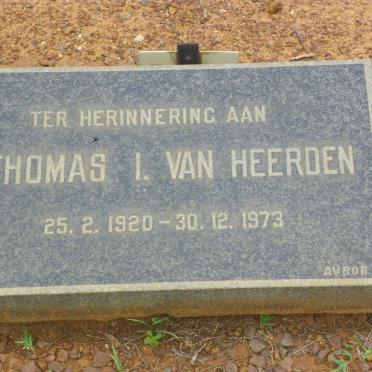 TER HERINNERING AAN
THOMAS I. VAN HEERDEN
25. 2. 1920 - 30. 12. 1973
AVBOB